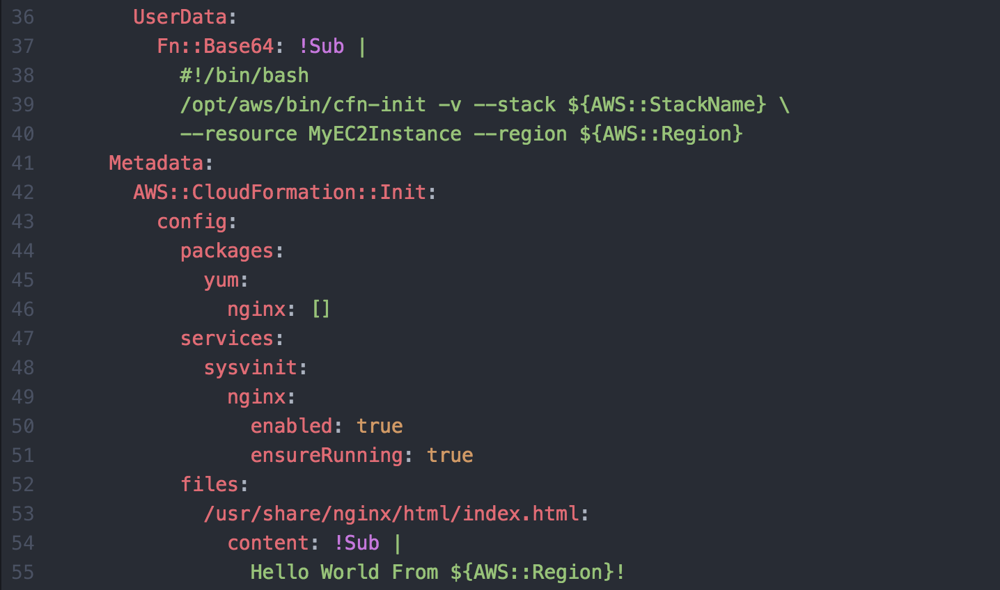 36 UserData:
37 Fn::Base64: !Sub |
38 #!/bin/bash
39 /opt/aws/bin/cfn-init -v --stack ${AWS::StackName} \
40 --resource MyEC2Instance --region ${AWS::Region}
41 Metadata:
42 AWS::CloudFormation::Init:
43 config:
44 packages:
45 yum:
46 nginx: []
47 services:
48 sysvinit:
49 nginx:
50 enabled: true
51 ensureRunning: true
52 files:
53 /usr/share/nginx/html/index.html:
54 content: !Sub |
55 Hello World From ${AWS::Region}!